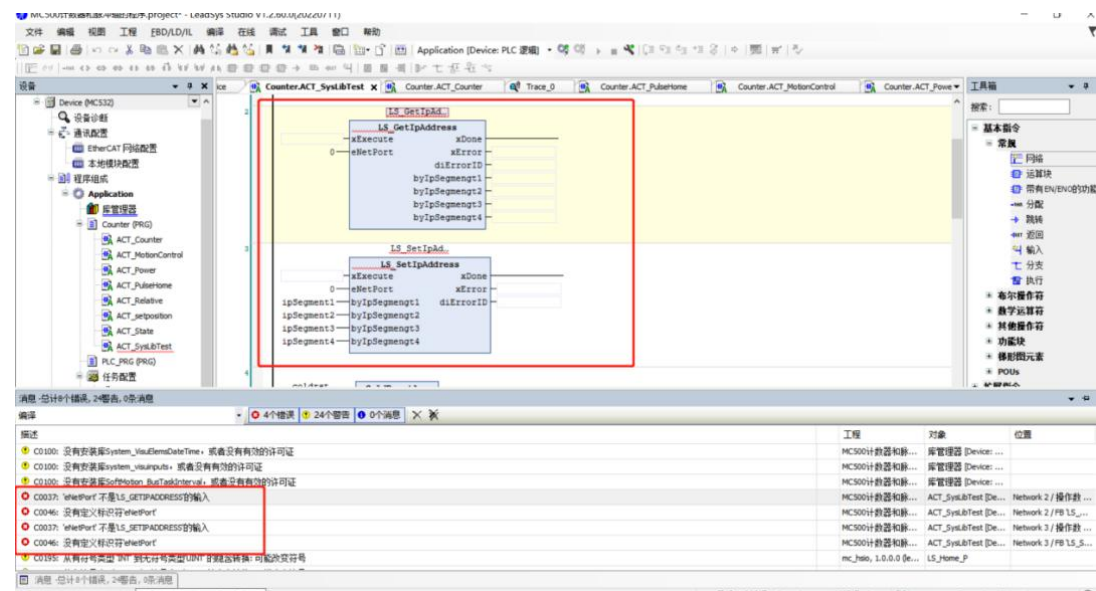 MC500计数器和脉冲轴的程序.project* - LeadSys Studio V1.2.60.0(20220711)
文件 编辑 视图 工程 FBD/LD/IL 编译 在线 调试 工具 窗口 帮助
Application [Device: PLC 逻辑]
设备
Counter.ACT_SysLibTest
Counter.ACT_Counter
Trace_0
Counter.ACT_PulseHome
Counter.ACT_MotionControl
Counter.ACT_Powe
工具箱
Device (MC532)
设备诊断
通讯配置
EtherCAT 网络配置
本地模块配置
程序组成
Application
库管理器
Counter (PRG)
ACT_Counter
ACT_MotionControl
ACT_Power
ACT_PulseHome
ACT_Relative
ACT_setposition
ACT_State
ACT_SysLibTest
PLC_PRG (PRG)
任务配置
2
LS_GetIpAd..
LS_GetIpAddress
xExecute xDone
0 eNetPort xError
diErrorID
byIpSegmengt1
byIpSegmengt2
byIpSegmengt3
byIpSegmengt4
3
LS_SetIpAd..
LS_SetIpAddress
xExecute xDone
0 eNetPort xError
ipSegment1 byIpSegmengt1 diErrorID
ipSegment2 byIpSegmengt2
ipSegment3 byIpSegmengt3
ipSegment4 byIpSegmengt4
4
搜索:
基本指令
常规
网络
运算块
带有EN/ENO的功能
分配
跳转
返回
输入
分支
执行
布尔操作符
数学运算符
其他操作符
功能块
梯形图元素
POUs
消息 -总计8个错误, 24警告, 0条消息
编译
4个错误 24个警告 0个消息
描述 工程 对象 位置
C0100: 没有安装库System_VisuElemsDateTime，或者没有有效的许可证 MC500计数器和脉... 库管理器 [Device: ...
C0100: 没有安装库system_visuinputs，或者没有有效的许可证 MC500计数器和脉... 库管理器 [Device: ...
C0100: 没有安装库SoftMotion_BusTaskInterval，或者没有有效的许可证 MC500计数器和脉... 库管理器 [Device: ...
C0037: 'eNetPort' 不是'LS_GETIPADDRESS'的输入 MC500计数器和脉... ACT_SysLibTest [De... Network 2 / 操作数 ...
C0046: 没有定义标识符'eNetPort' MC500计数器和脉... ACT_SysLibTest [De... Network 2 / FB 'LS_...
C0037: 'eNetPort' 不是'LS_SETIPADDRESS'的输入 MC500计数器和脉... ACT_SysLibTest [De... Network 3 / 操作数 ...
C0046: 没有定义标识符'eNetPort' MC500计数器和脉... ACT_SysLibTest [De... Network 3 / FB 'LS_S...
C0195: 从有符号类型 'INT' 到无符号类型'UINT' 的隐含转换: 可能改变符号 mc_hsio, 1.0.0.0 (le... LS_Home_P
消息 -总计8个错误, 24警告, 0条消息